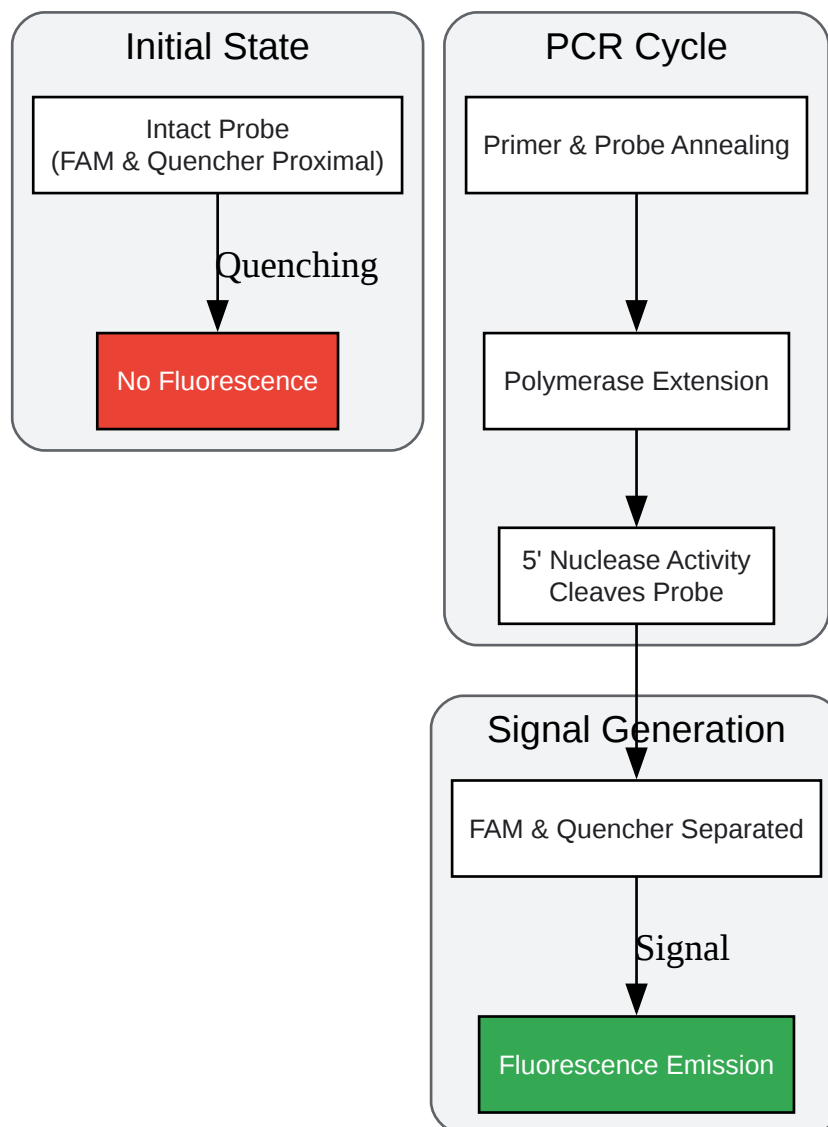 Initial State
Intact Probe
(FAM & Quencher Proximal)
Quenching
No Fluorescence
PCR Cycle
Primer & Probe Annealing
Polymerase Extension
5' Nuclease Activity
Cleaves Probe
Signal Generation
FAM & Quencher Separated
Signal
Fluorescence Emission